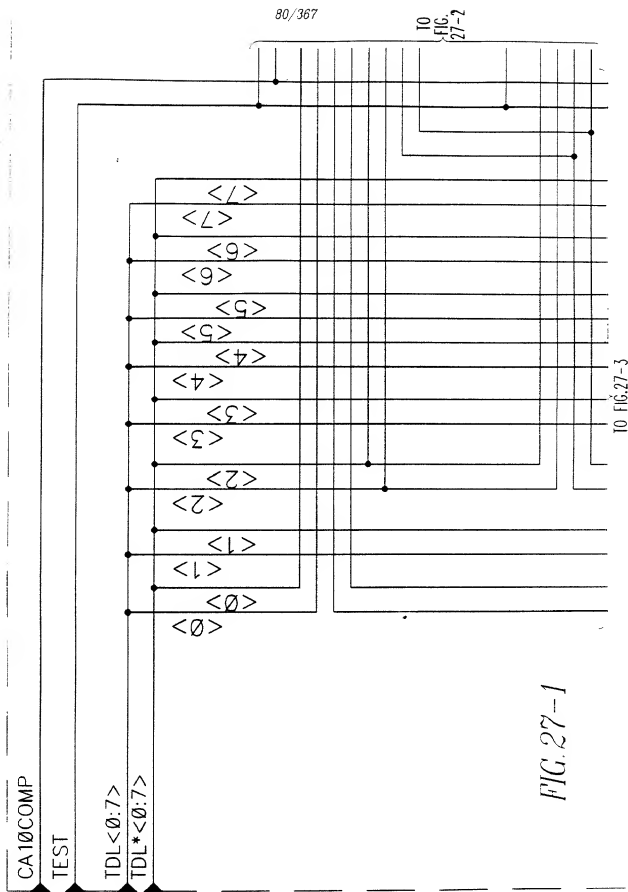 80/367
TO
FIG.
27-2
CA10COMP
TEST
TDL<0:7>
TDL*<0:7>
<7>
<7>
<6>
<6>
<5>
<5>
<4>
<4>
<3>
<3>
<2>
<2>
<1>
<1>
<0>
<0>
TO FIG.27-3
FIG. 27-1